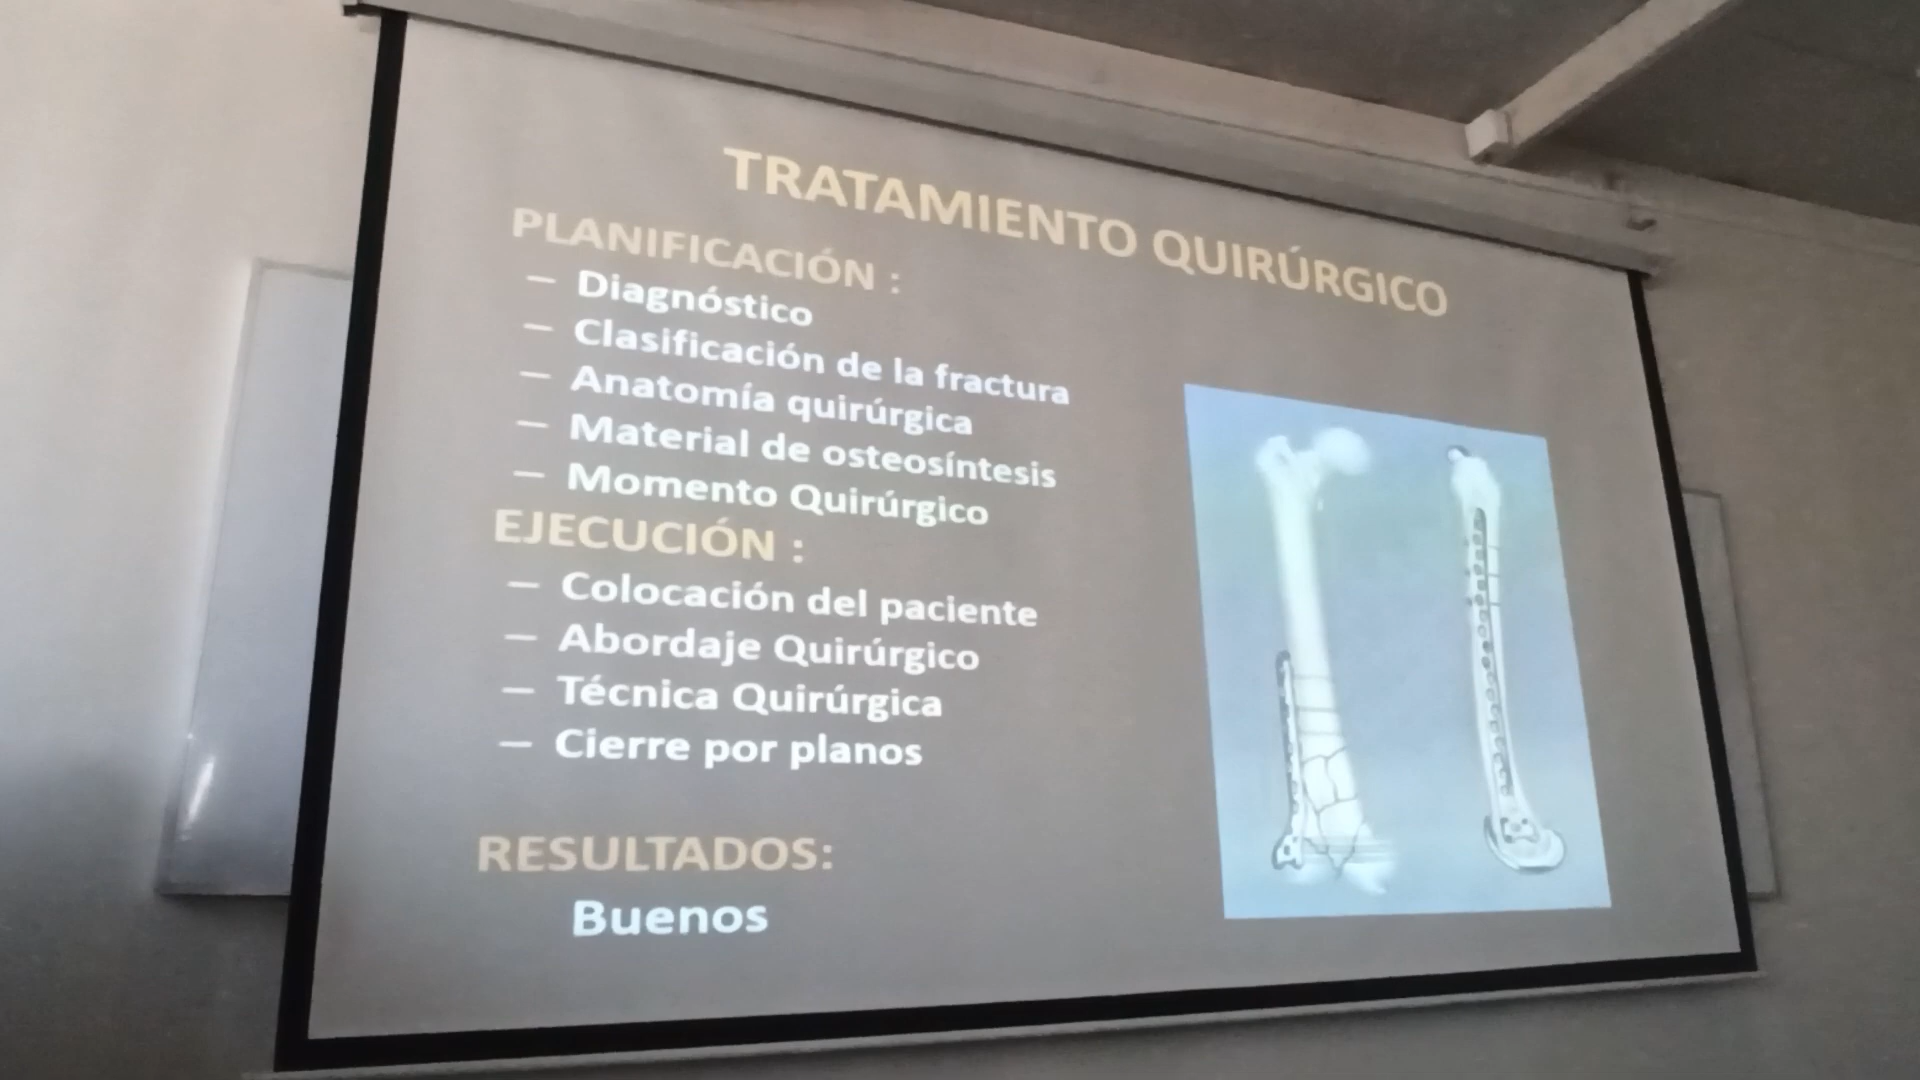 TRATAMIENTO QUIRÚRGICO
PLANIFICACIÓN :
– Diagnóstico
– Clasificación de la fractura
– Anatomía quirúrgica
– Material de osteosíntesis
– Momento Quirúrgico
EJECUCIÓN :
– Colocación del paciente
– Abordaje Quirúrgico
– Técnica Quirúrgica
– Cierre por planos
RESULTADOS:
Buenos